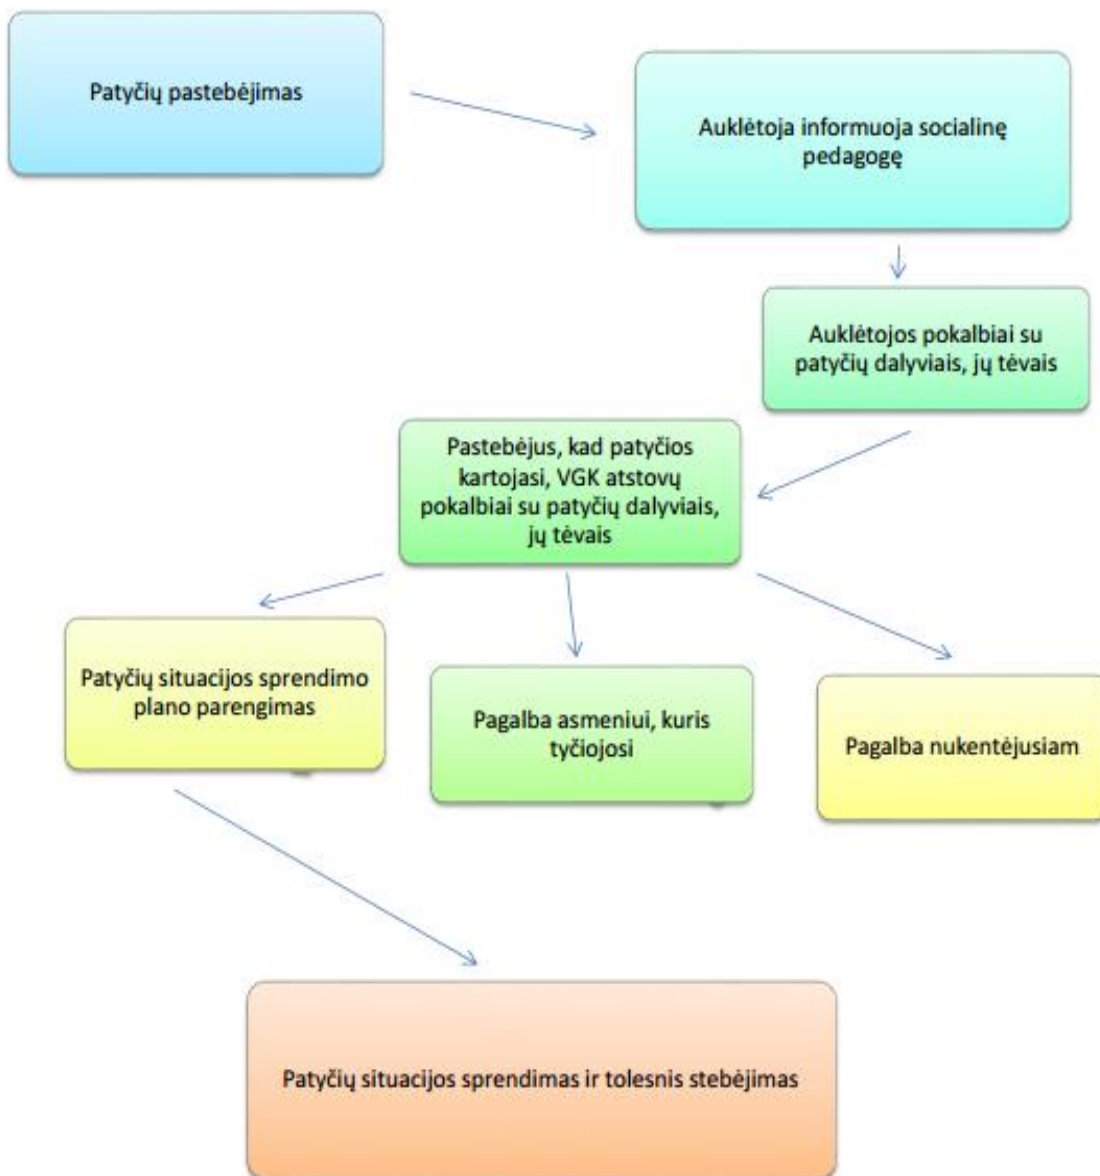 Patyčių pastebėjimas
Auklėtoja informuoja socialinę
pedagogę
Auklėtojos pokalbiai su
patyčių dalyviais, jų tėvais
Pastebėjus, kad patyčios
kartojasi, VGK atstovų
pokalbiai su patyčių dalyviais,
jų tėvais
Patyčių situacijos sprendimo
plano parengimas
Pagalba asmeniui, kuris
tyčiojosi
Pagalba nukentėjusiam
Patyčių situacijos sprendimas ir tolesnis stebėjimas